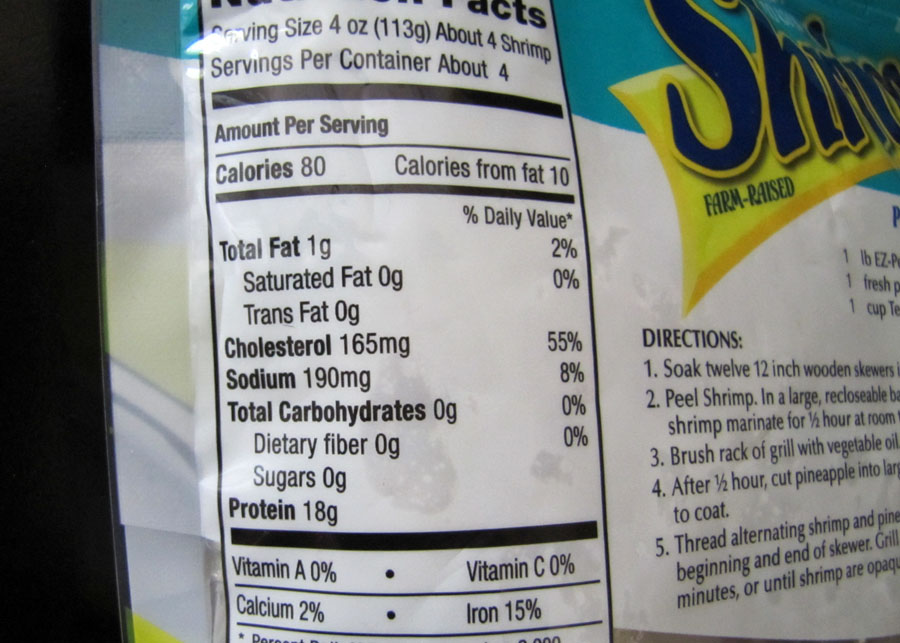 Facts
Serving Size 4 oz (113g) About 4 Shrimp
Servings Per Container About 4
Amount Per Serving
Calories 80 Calories from fat 10
% Daily Value*
Total Fat 1g 2%
Saturated Fat 0g 0%
Trans Fat 0g
Cholesterol 165mg 55%
Sodium 190mg 8%
Total Carbohydrates 0g 0%
Dietary fiber 0g 0%
Sugars 0g
Protein 18g
Vitamin A 0% • Vitamin C 0%
Calcium 2% • Iron 15%
FARM-RAISED
1 lb
1 fresh
1 cup
DIRECTIONS:
1. Soak twelve 12 inch wooden skewers
2. Peel Shrimp. In a large, recloseable
shrimp marinate for ½ hour at room
3. Brush rack of grill with vegetable oil.
4. After ½ hour, cut pineapple into
to coat.
5. Thread alternating shrimp and
beginning and end of skewer. Grill
minutes, or until shrimp are